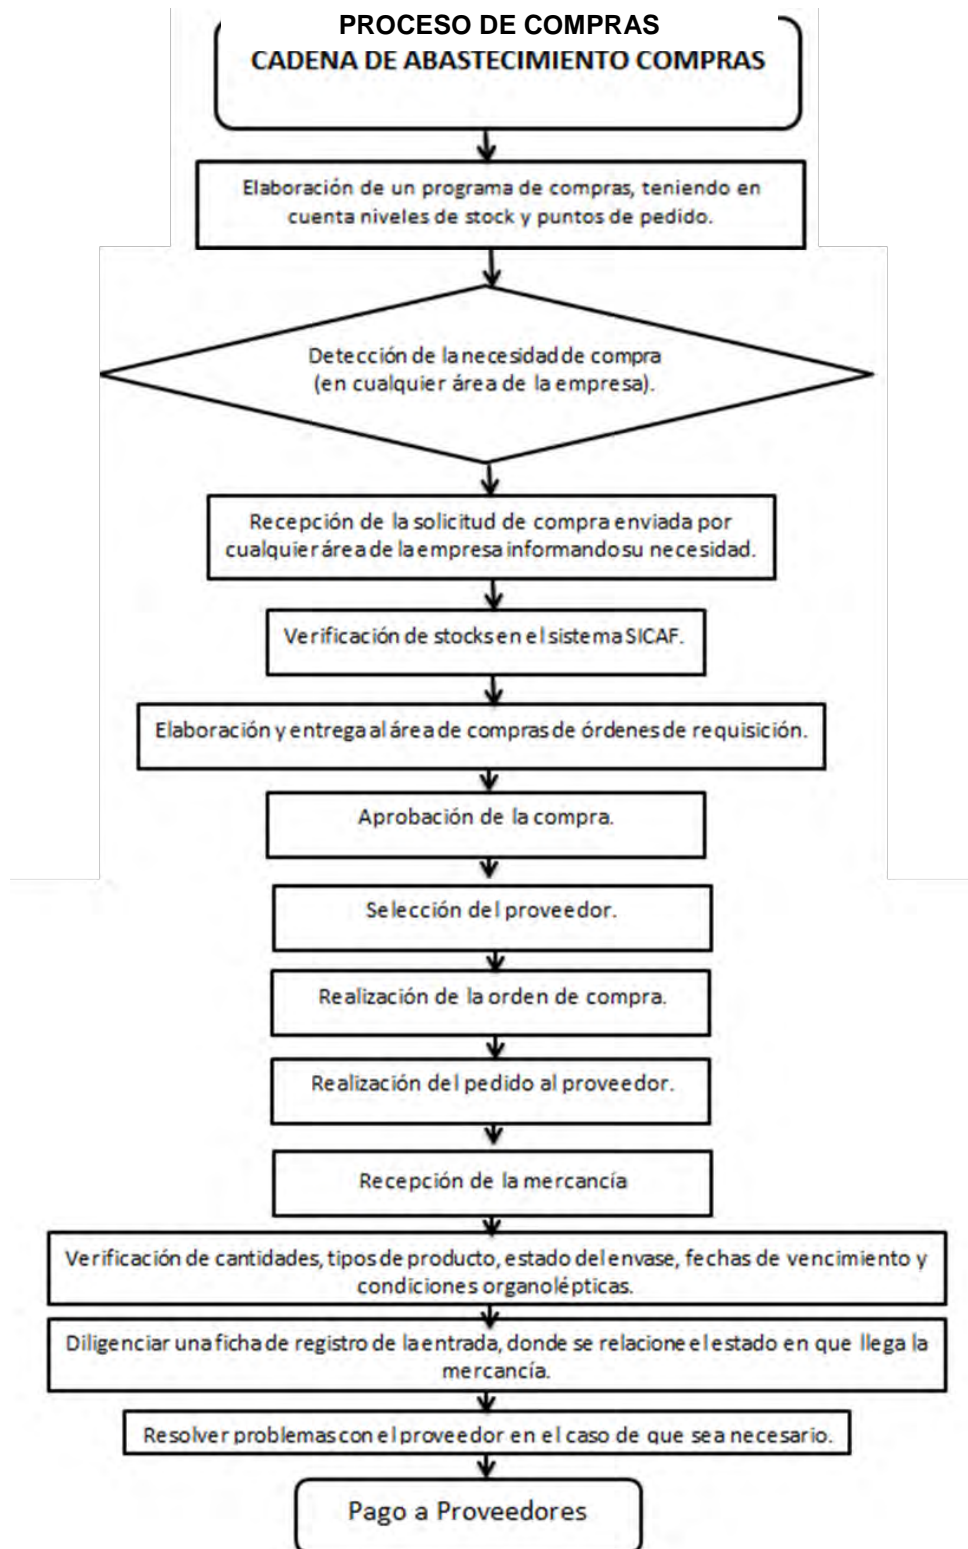 PROCESO DE COMPRAS
CADENA DE ABASTECIMIENTO COMPRAS
Elaboración de un programa de compras, teniendo en
cuenta niveles de stock y puntos de pedido.
Detección de la necesidad de compra
(en cualquier área de la empresa).
Recepción de la solicitud de compra enviada por
cualquier área de la empresa informando su necesidad.
Verificación de stocks en el sistema SICAF.
Elaboración y entrega al área de compras de órdenes de requisición.
Aprobación de la compra.
Selección del proveedor.
Realización de la orden de compra.
Realización del pedido al proveedor.
Recepción de la mercancía
Verificación de cantidades, tipos de producto, estado del envase, fechas de vencimiento y
condiciones organolépticas.
Diligenciar una ficha de registro de la entrada, donde se relacione el estado en que llega la
mercancía.
Resolver problemas con el proveedor en el caso de que sea necesario.
Pago a Proveedores